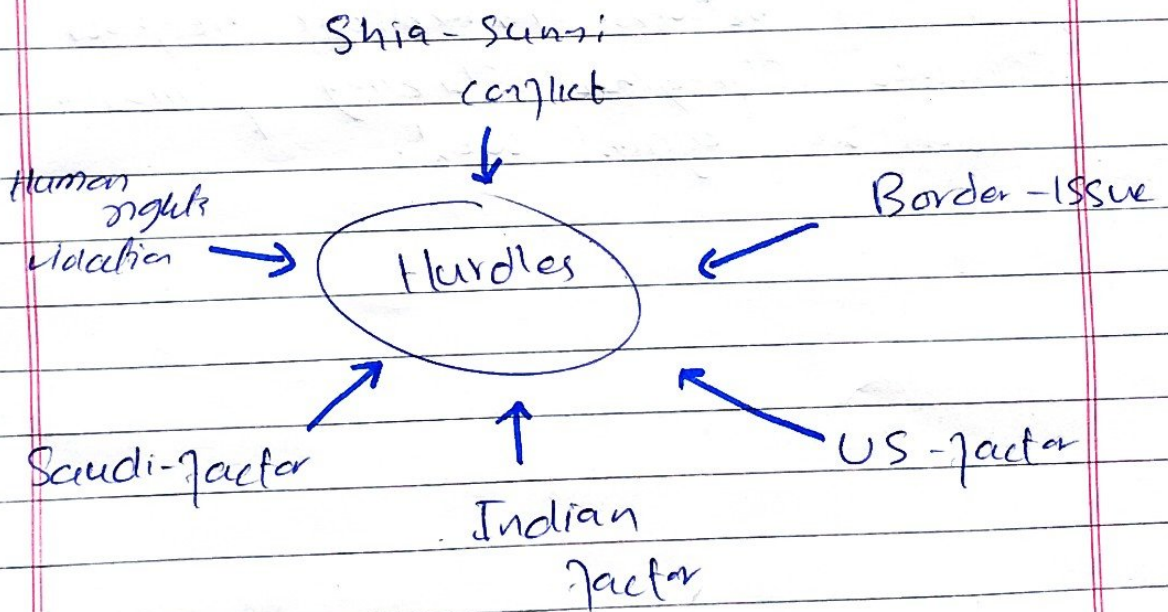 Shia - Sunni
conflict
Human
rights
violation
Border - Issue
Hurdles
Saudi-factor
US - factor
Indian
factor